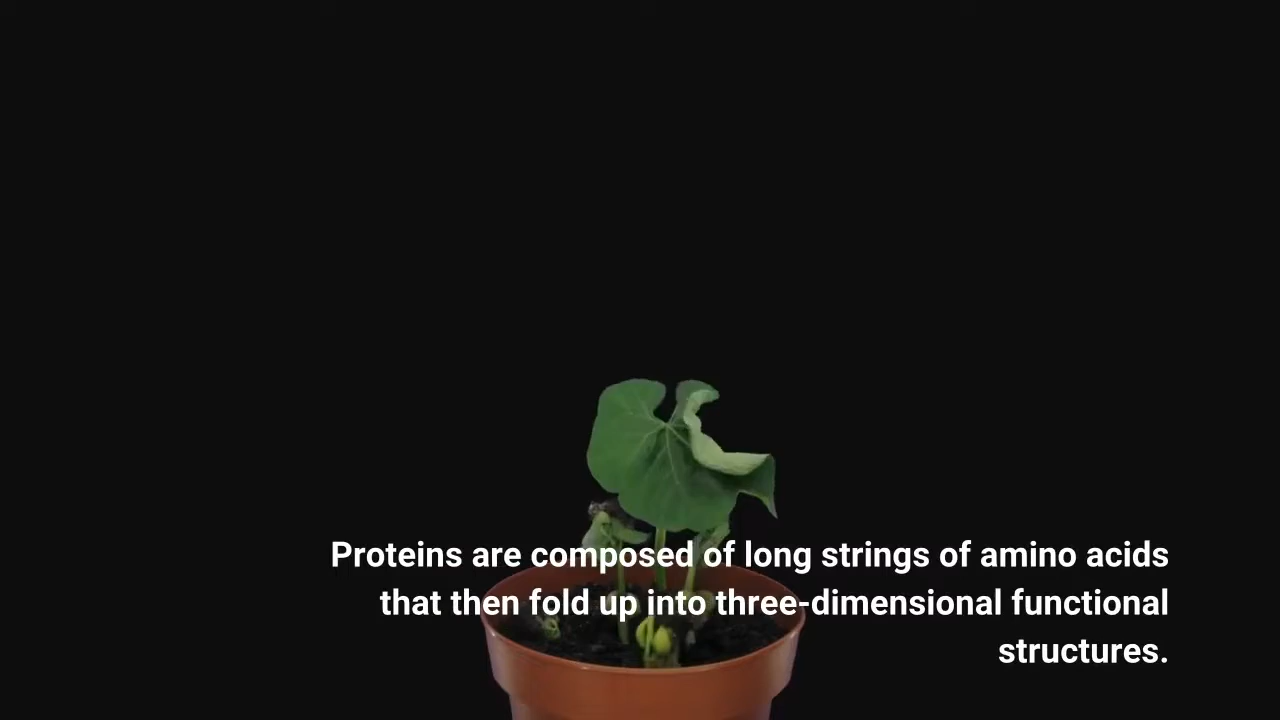 Proteins are composed of long strings of amino acids
that then fold up into three-dimensional functional
structures.